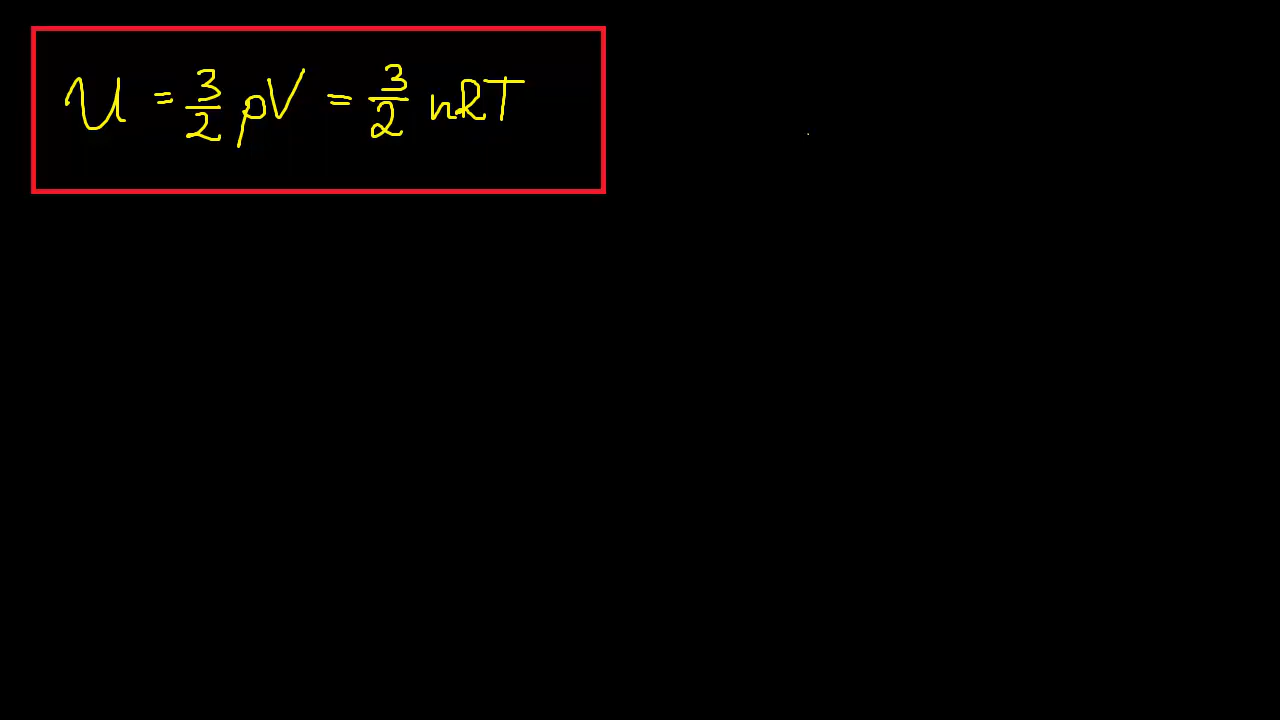 U = 3/2 pV = 3/2 nRT